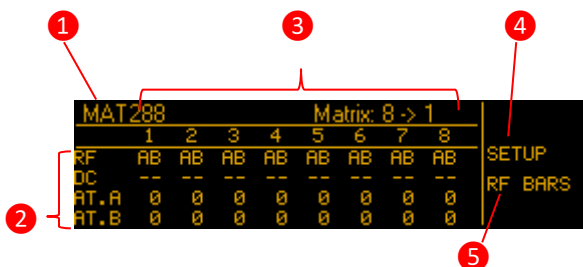 1 3 4
MAT288 Matrix: 8 -> 1
1 2 3 4 5 6 7 8
RF AB AB AB AB AB AB AB AB SETUP
DC -- -- -- -- -- -- -- -- RF BARS
AT.A 0 0 0 0 0 0 0 0
AT.B 0 0 0 0 0 0 0 0
2
5